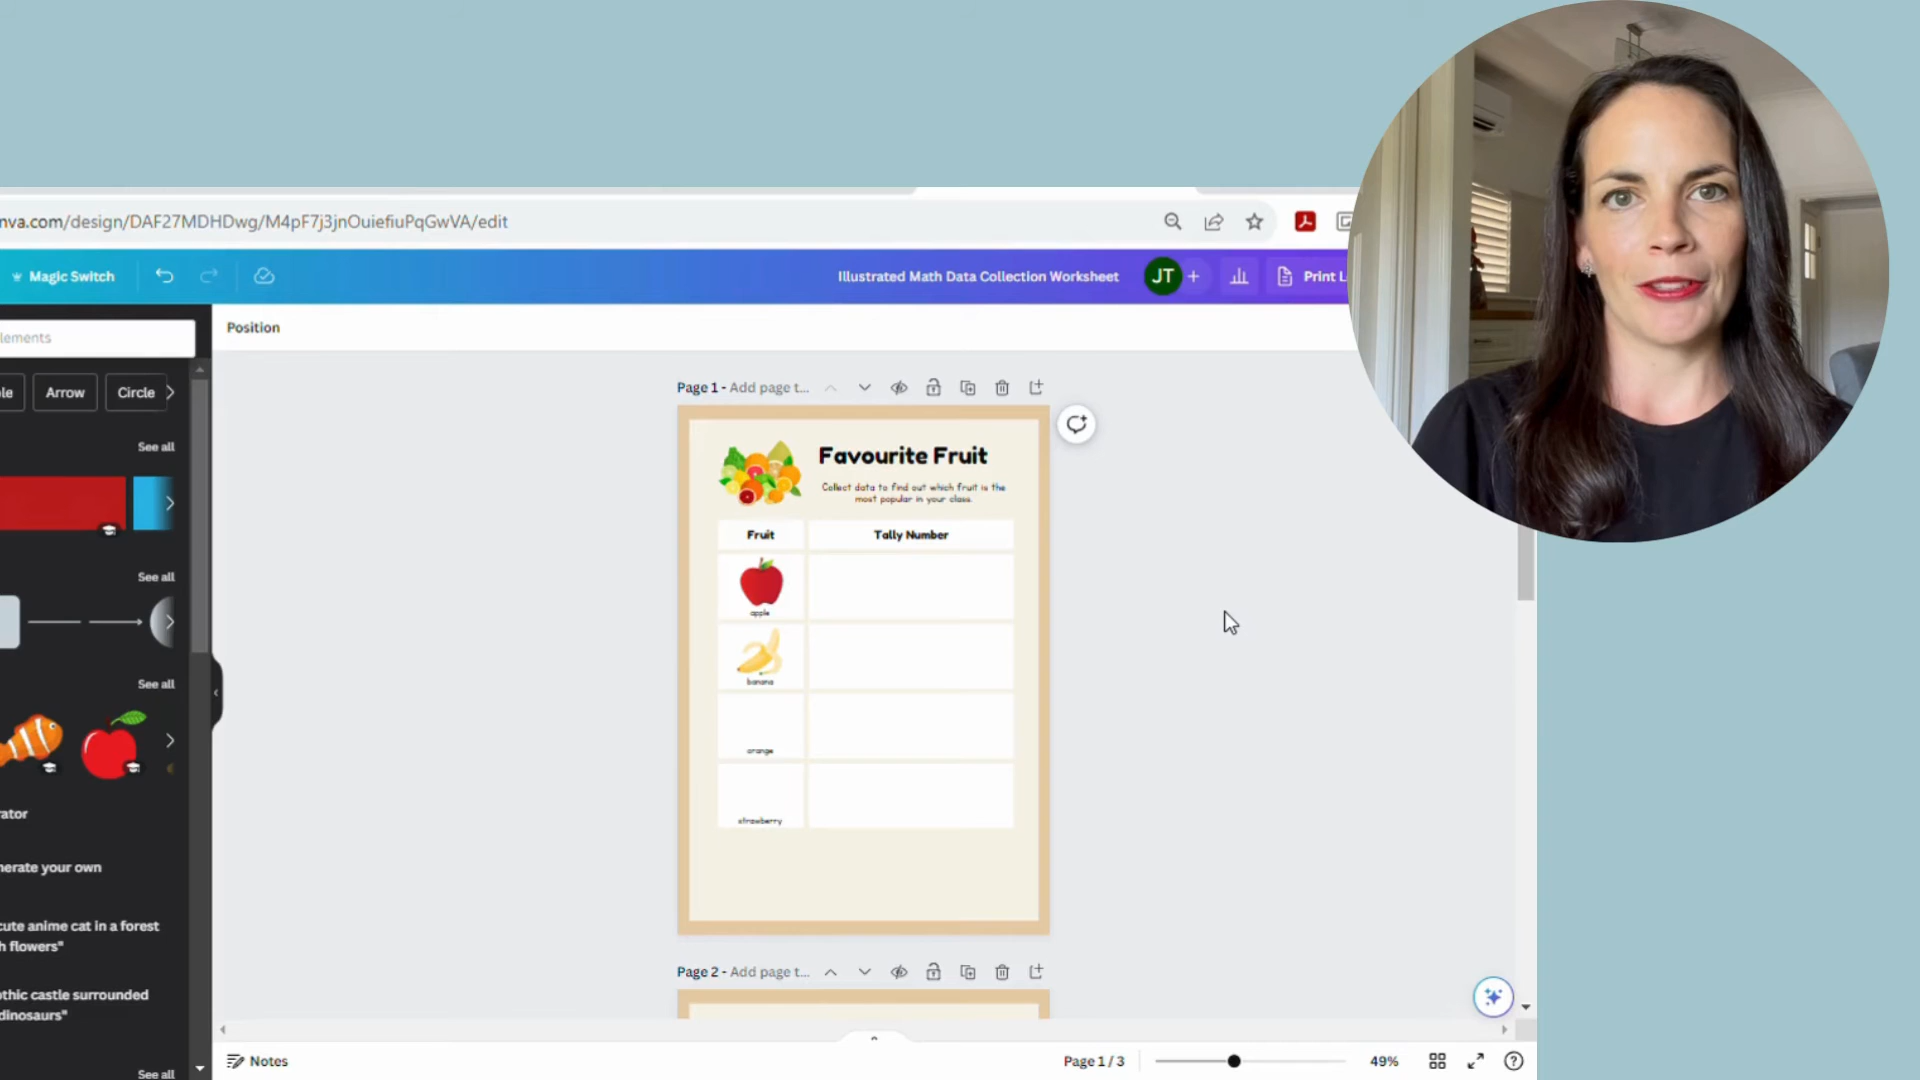 nva.com/design/DAF27MDHDwg/M4pF7j3jnOuiefiuPqGwVA/edit
Magic Switch
Illustrated Math Data Collection Worksheet
JT
+
Print L
lements
Position
le
Arrow
Circle
See all
See all
See all
rator
nerate your own
cute anime cat in a forest
h flowers"
othic castle surrounded
dinosaurs"
See all
Page 1 - Add page t...
Favourite Fruit
Collect data to find out which fruit is the
most popular in your class.
Fruit
Tally Number
apple
banana
orange
strawberry
Page 2 - Add page t...
Notes
Page 1 / 3
49%